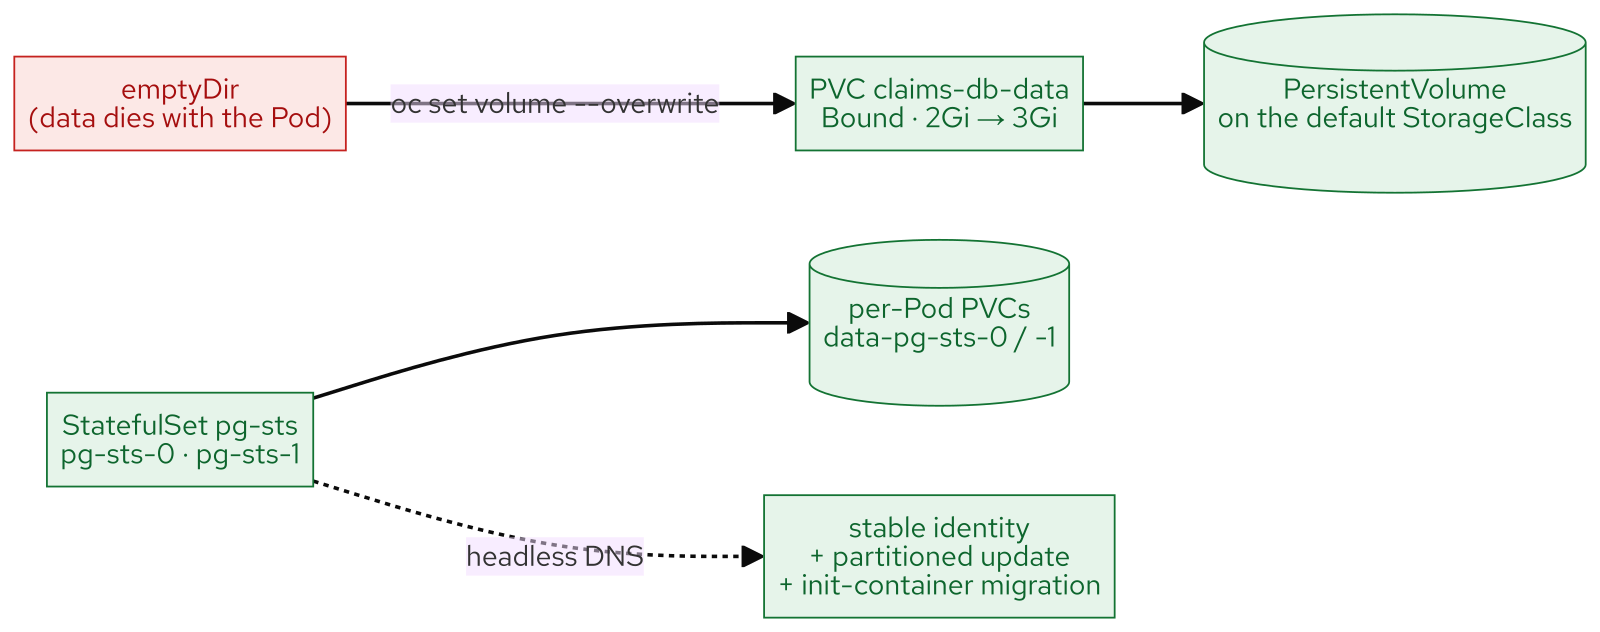 emptyDir
(data dies with the Pod)
oc set volume --overwrite
PVC claims-db-data
Bound · 2Gi → 3Gi
PersistentVolume
on the default StorageClass
per-Pod PVCs
data-pg-sts-0 / -1
StatefulSet pg-sts
pg-sts-0 · pg-sts-1
headless DNS
stable identity
+ partitioned update
+ init-container migration